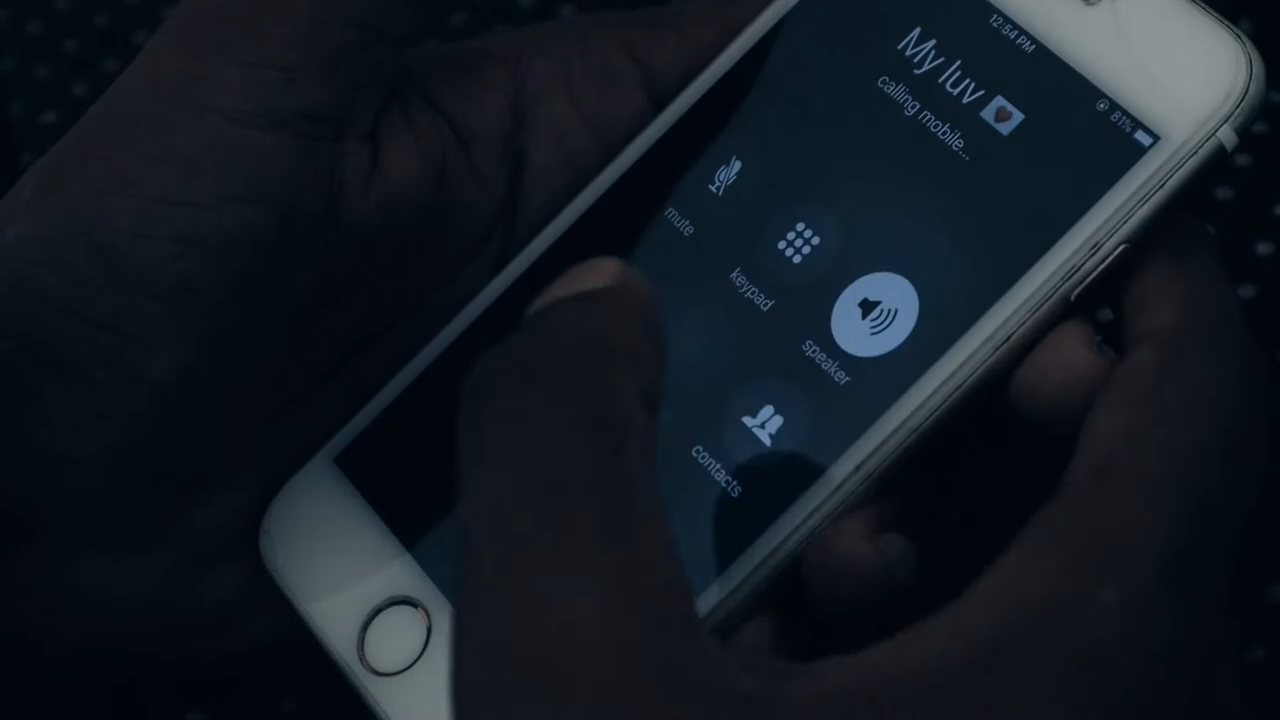 12:54 PM
81%
My luv 💌
calling mobile...
mute
keypad
speaker
contacts